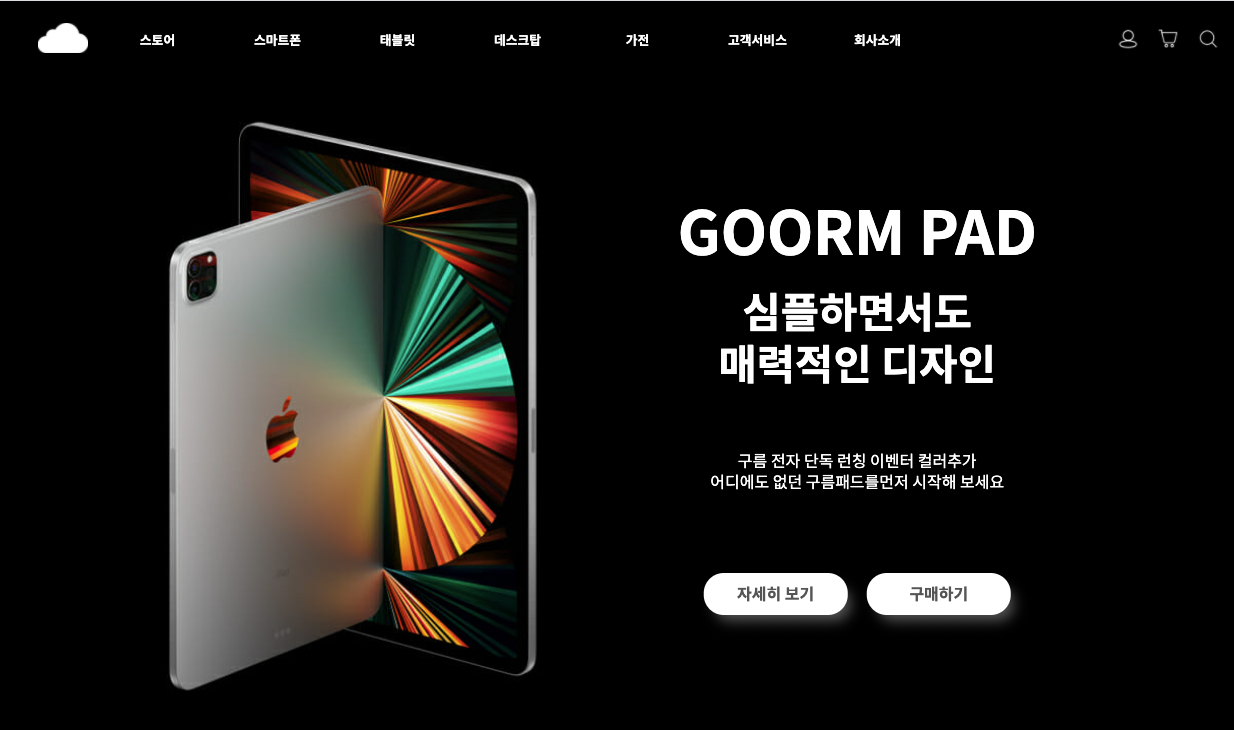 스토어 스마트폰 태블릿 데스크탑 가전 고객서비스 회사소개
GOORM PAD
심플하면서도
매력적인 디자인
구름 전자 단독 런칭 이벤터 컬러추가
어디에도 없던 구름패드를먼저 시작해 보세요
자세히 보기 구매하기